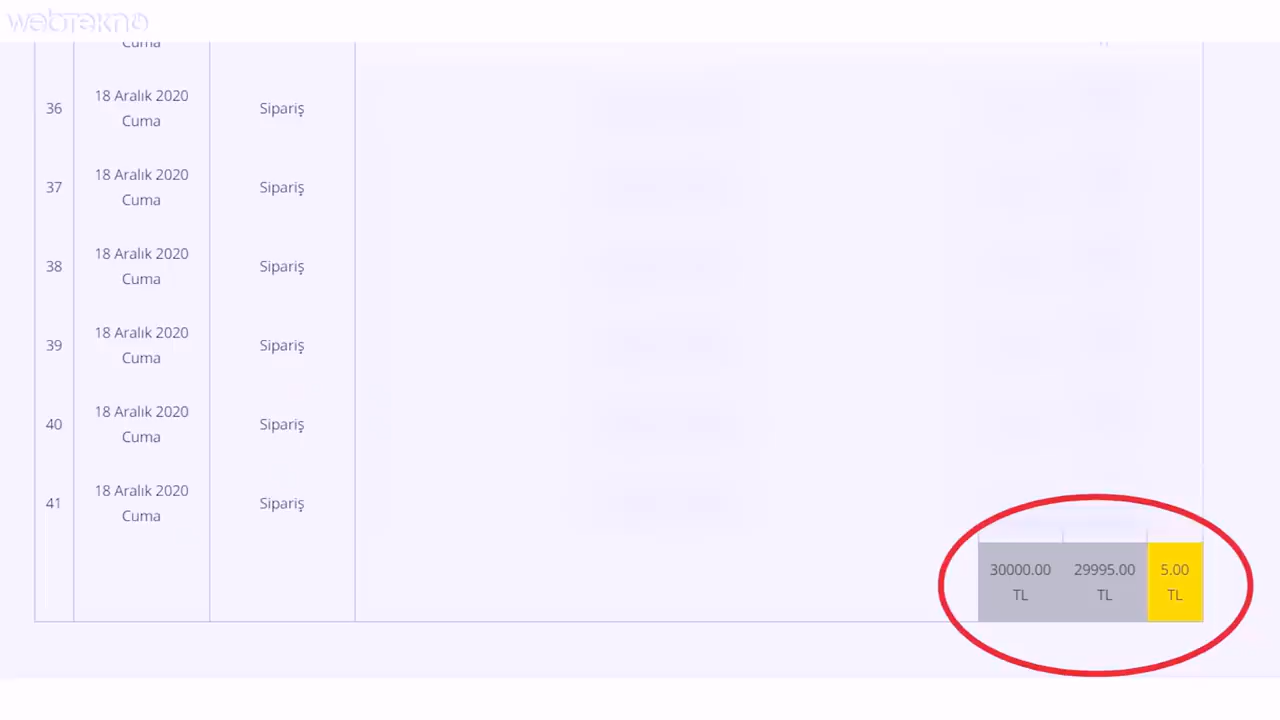 webtekno
Cuma
36
18 Aralık 2020
Cuma
Sipariş
37
18 Aralık 2020
Cuma
Sipariş
38
18 Aralık 2020
Cuma
Sipariş
39
18 Aralık 2020
Cuma
Sipariş
40
18 Aralık 2020
Cuma
Sipariş
41
18 Aralık 2020
Cuma
Sipariş
30000.00
TL
29995.00
TL
5.00
TL